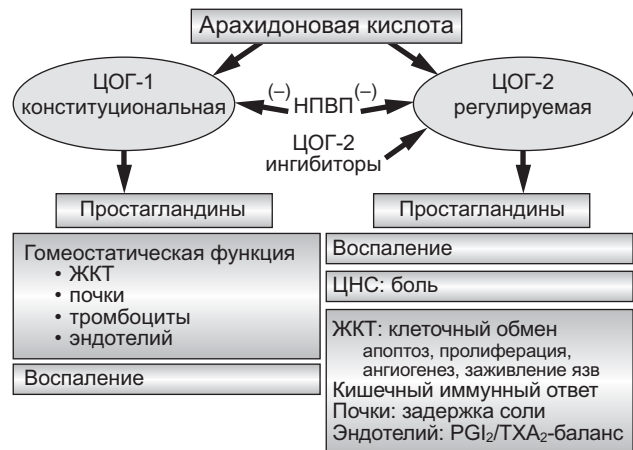 Арахидоновая кислота
ЦОГ-1
конституциональная
(–) НПВП (–)
ЦОГ-2
регулируемая
ЦОГ-2
ингибиторы
Простагландины
Простагландины
Гомеостатическая функция
• ЖКТ
• почки
• тромбоциты
• эндотелий
Воспаление
Воспаление
ЦНС: боль
ЖКТ: клеточный обмен
апоптоз, пролиферация,
ангиогенез, заживление язв
Кишечный иммунный ответ
Почки: задержка соли
Эндотелий: PGI₂/TXA₂-баланс